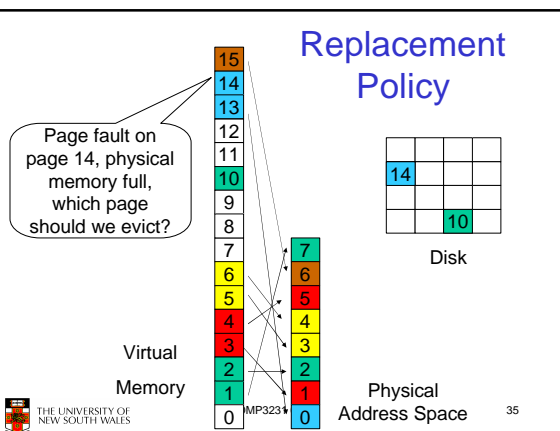 Replacement
Policy
Page fault on
page 14, physical
memory full,
which page
should we evict?
15
14
13
12
11
10
9
8
7
6
5
4
3
2
1
0
Virtual
Memory
7
6
5
4
3
2
1
0
Physical
Address Space
14
10
Disk
THE UNIVERSITY OF
NEW SOUTH WALES
MP3231
35